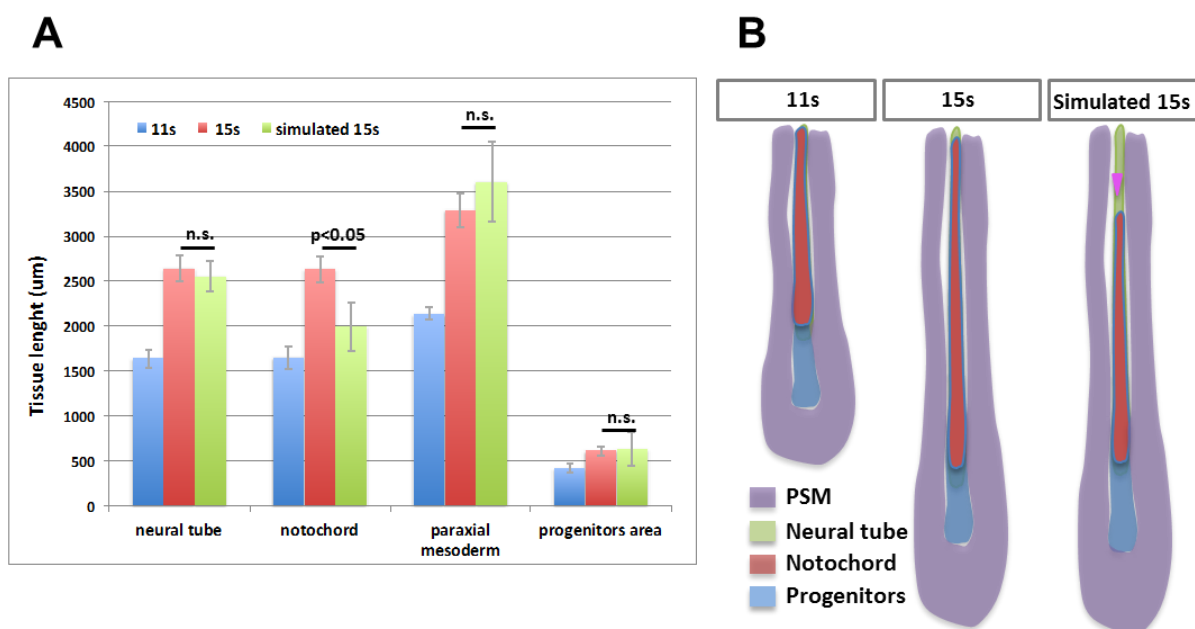 A
B
4500
4000
3500
3000
2500
2000
1500
1000
500
0
Tissue lenght (um)
11s
15s
simulated 15s
n.s.
p<0.05
n.s.
n.s.
neural tube
notochord
paraxial
mesoderm
progenitors area
11s
15s
Simulated 15s
PSM
Neural tube
Notochord
Progenitors